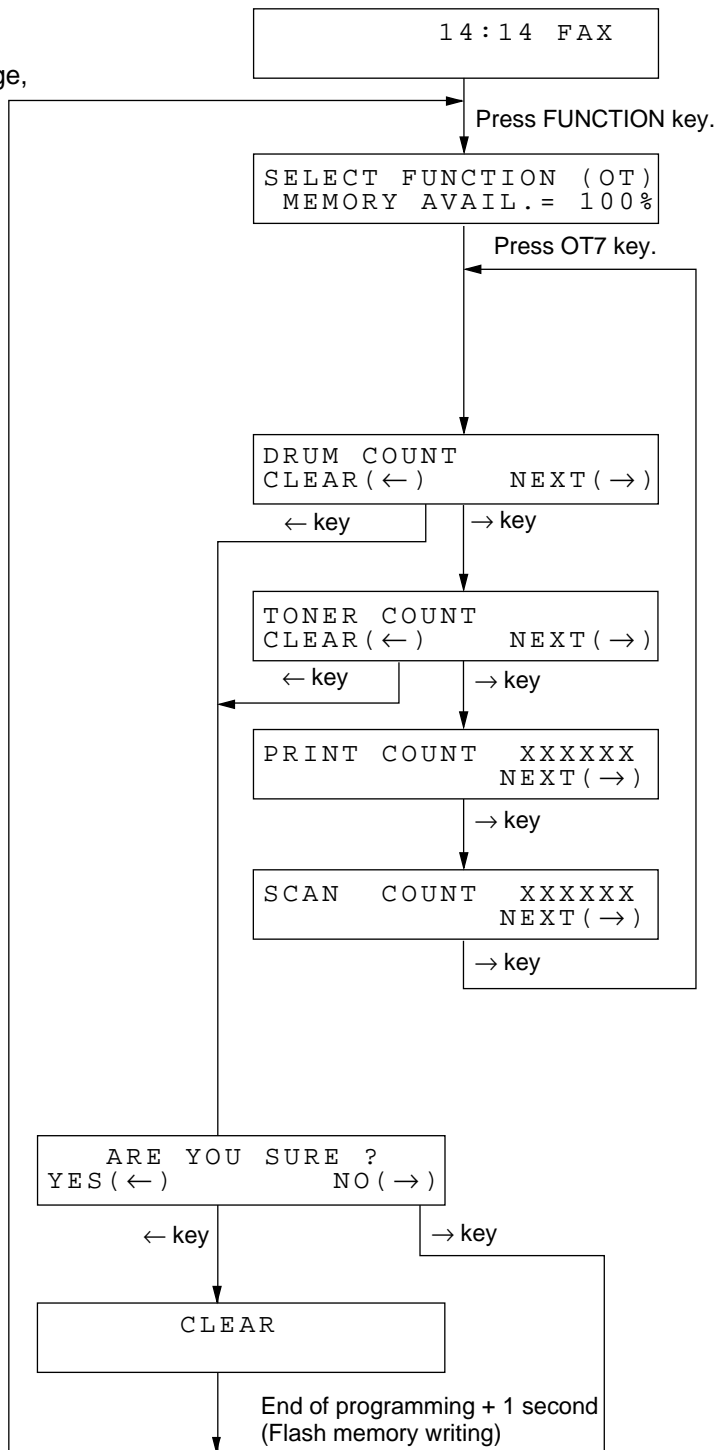 14:14 FAX
ge,
Press FUNCTION key.
SELECT FUNCTION (OT)
MEMORY AVAIL.= 100%
Press OT7 key.
DRUM COUNT
CLEAR(←) NEXT(→)
← key → key
TONER COUNT
CLEAR(←) NEXT(→)
← key → key
PRINT COUNT XXXXXX
NEXT(→)
→ key
SCAN COUNT XXXXXX
NEXT(→)
→ key
ARE YOU SURE ?
YES(←) NO(→)
← key → key
CLEAR
End of programming + 1 second
(Flash memory writing)